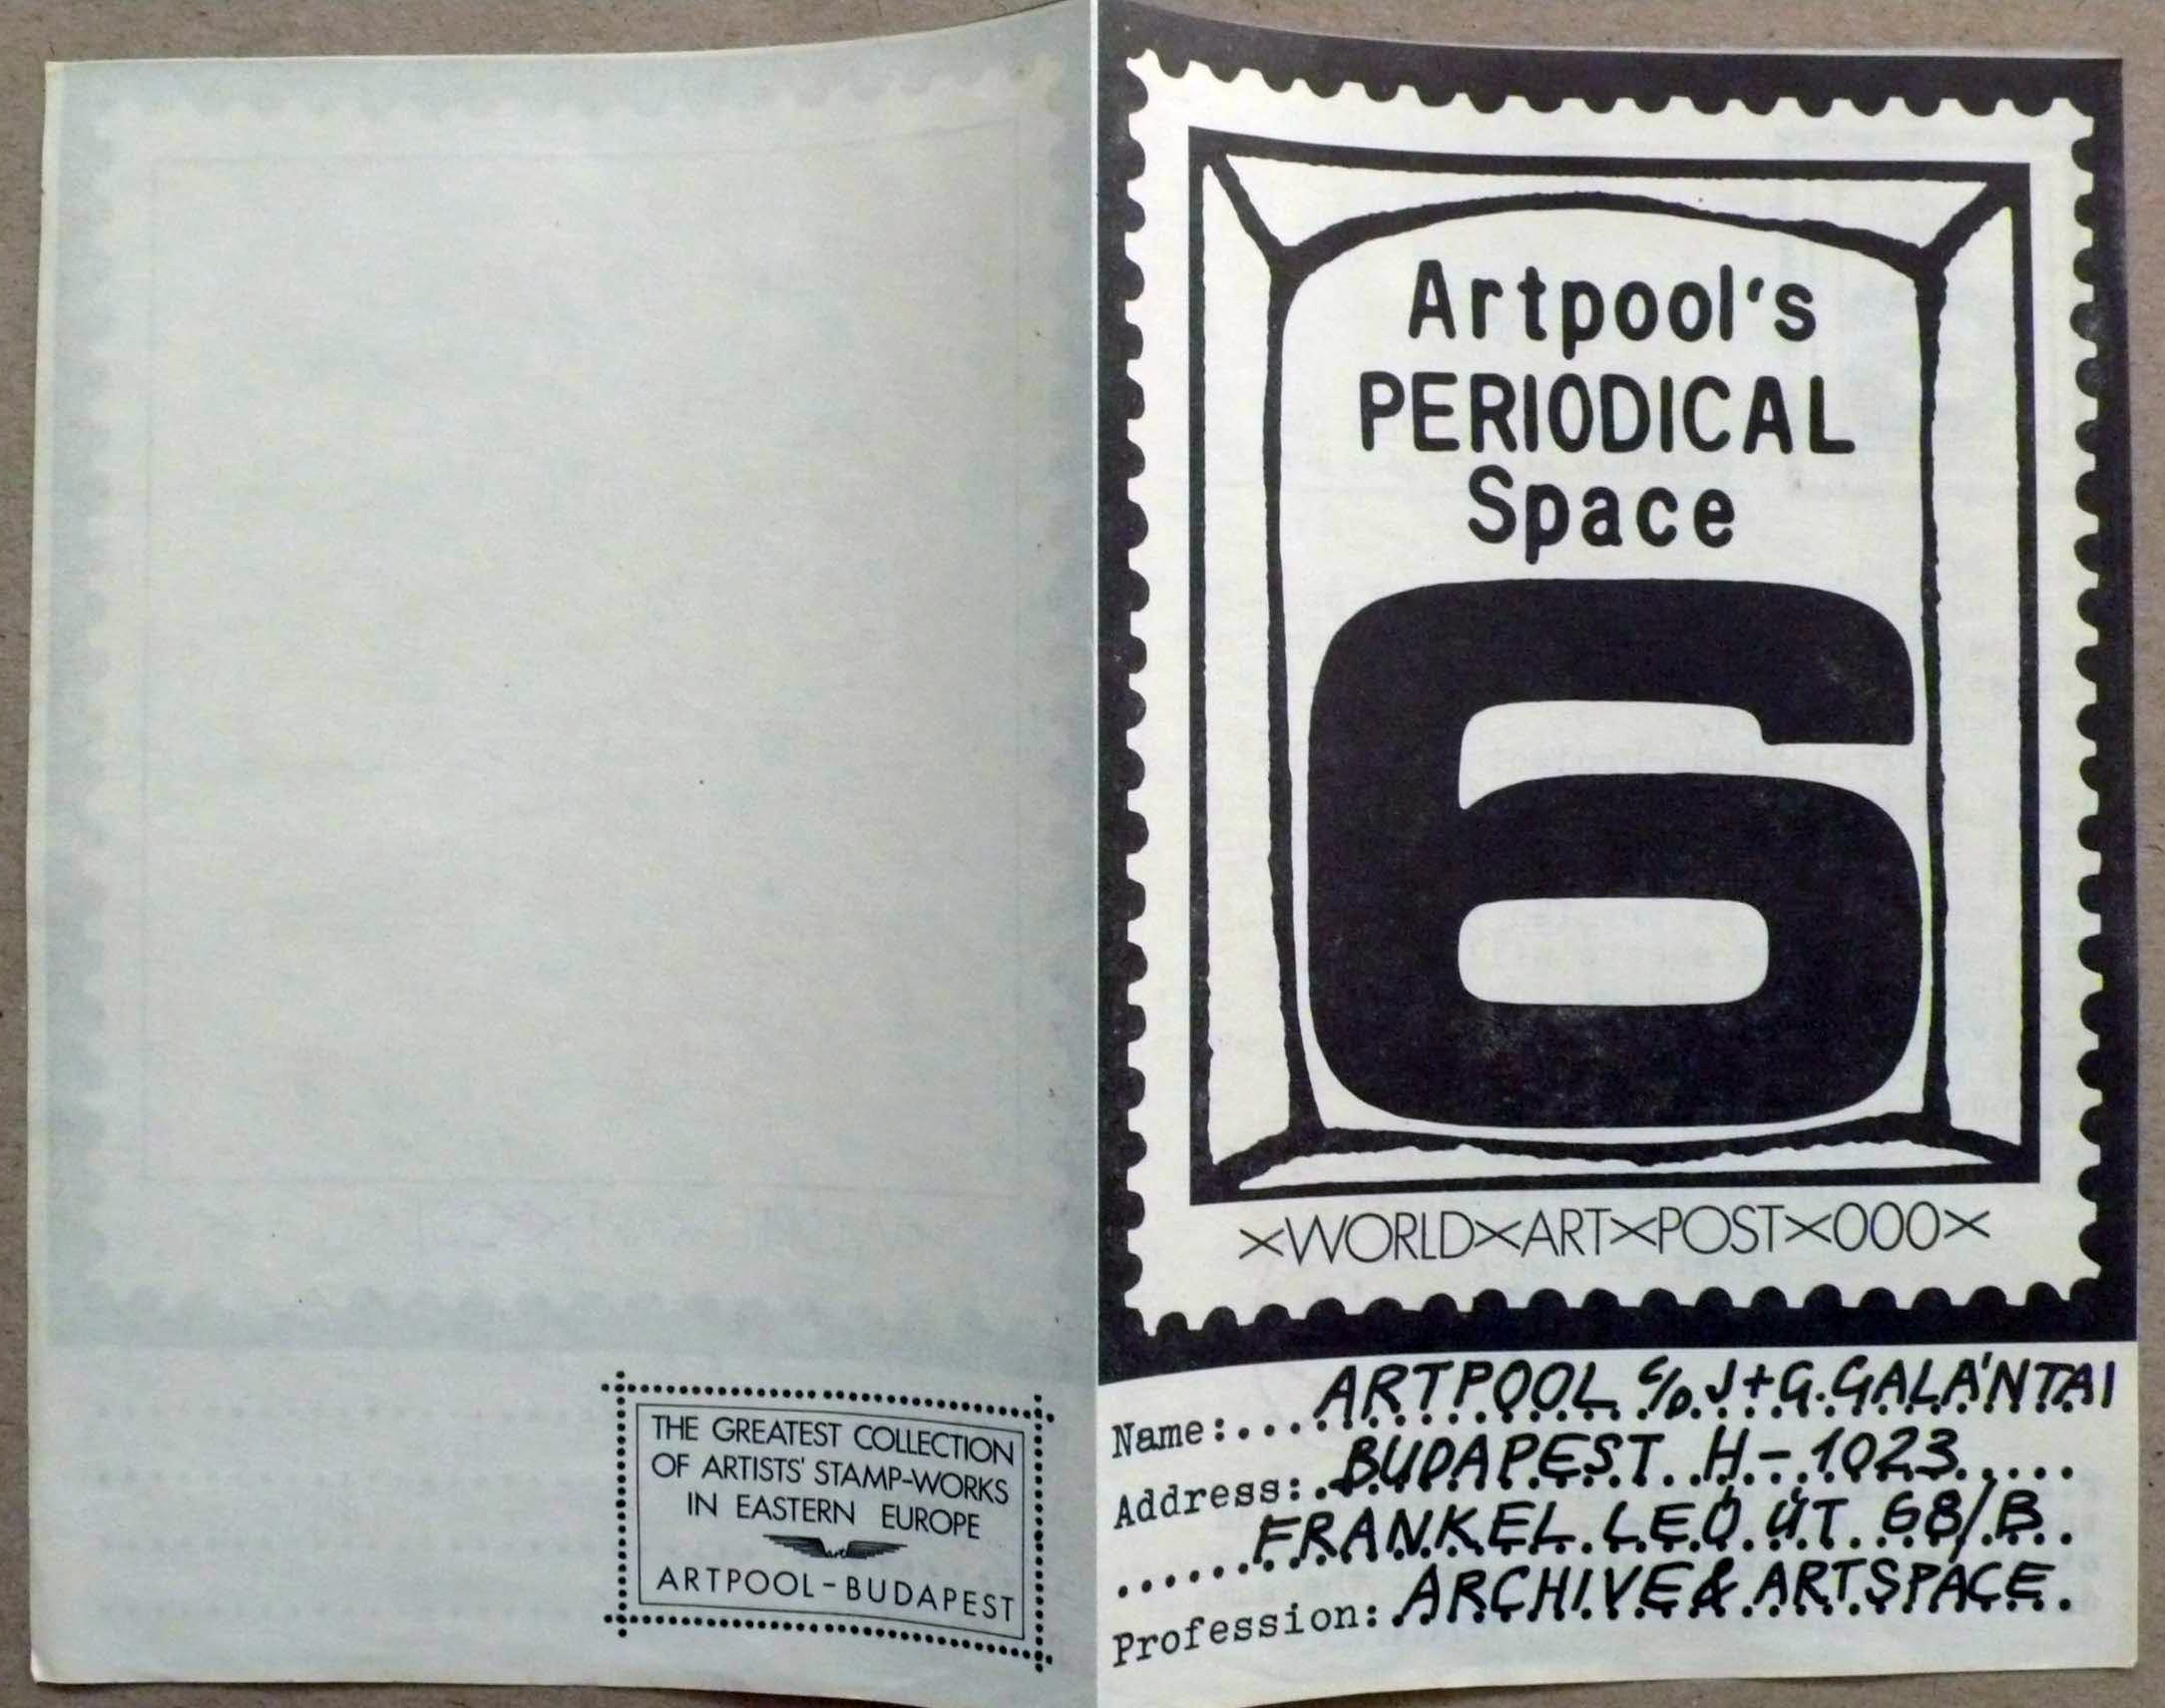 THE GREATEST COLLECTION
OF ARTISTS' STAMP-WORKS
IN EASTERN EUROPE
art
ARTPOOL-BUDAPEST
Artpool's
PERIODICAL
Space
6
×WORLD×ART×POST×000×
Name:....ARTPOOL c/o J+G. GALÁNTAI
Address: BUDAPEST H-1023.....
......FRANKEL LEÓ ÚT 68/B.
Profession: ARCHIVE & ARTSPACE.